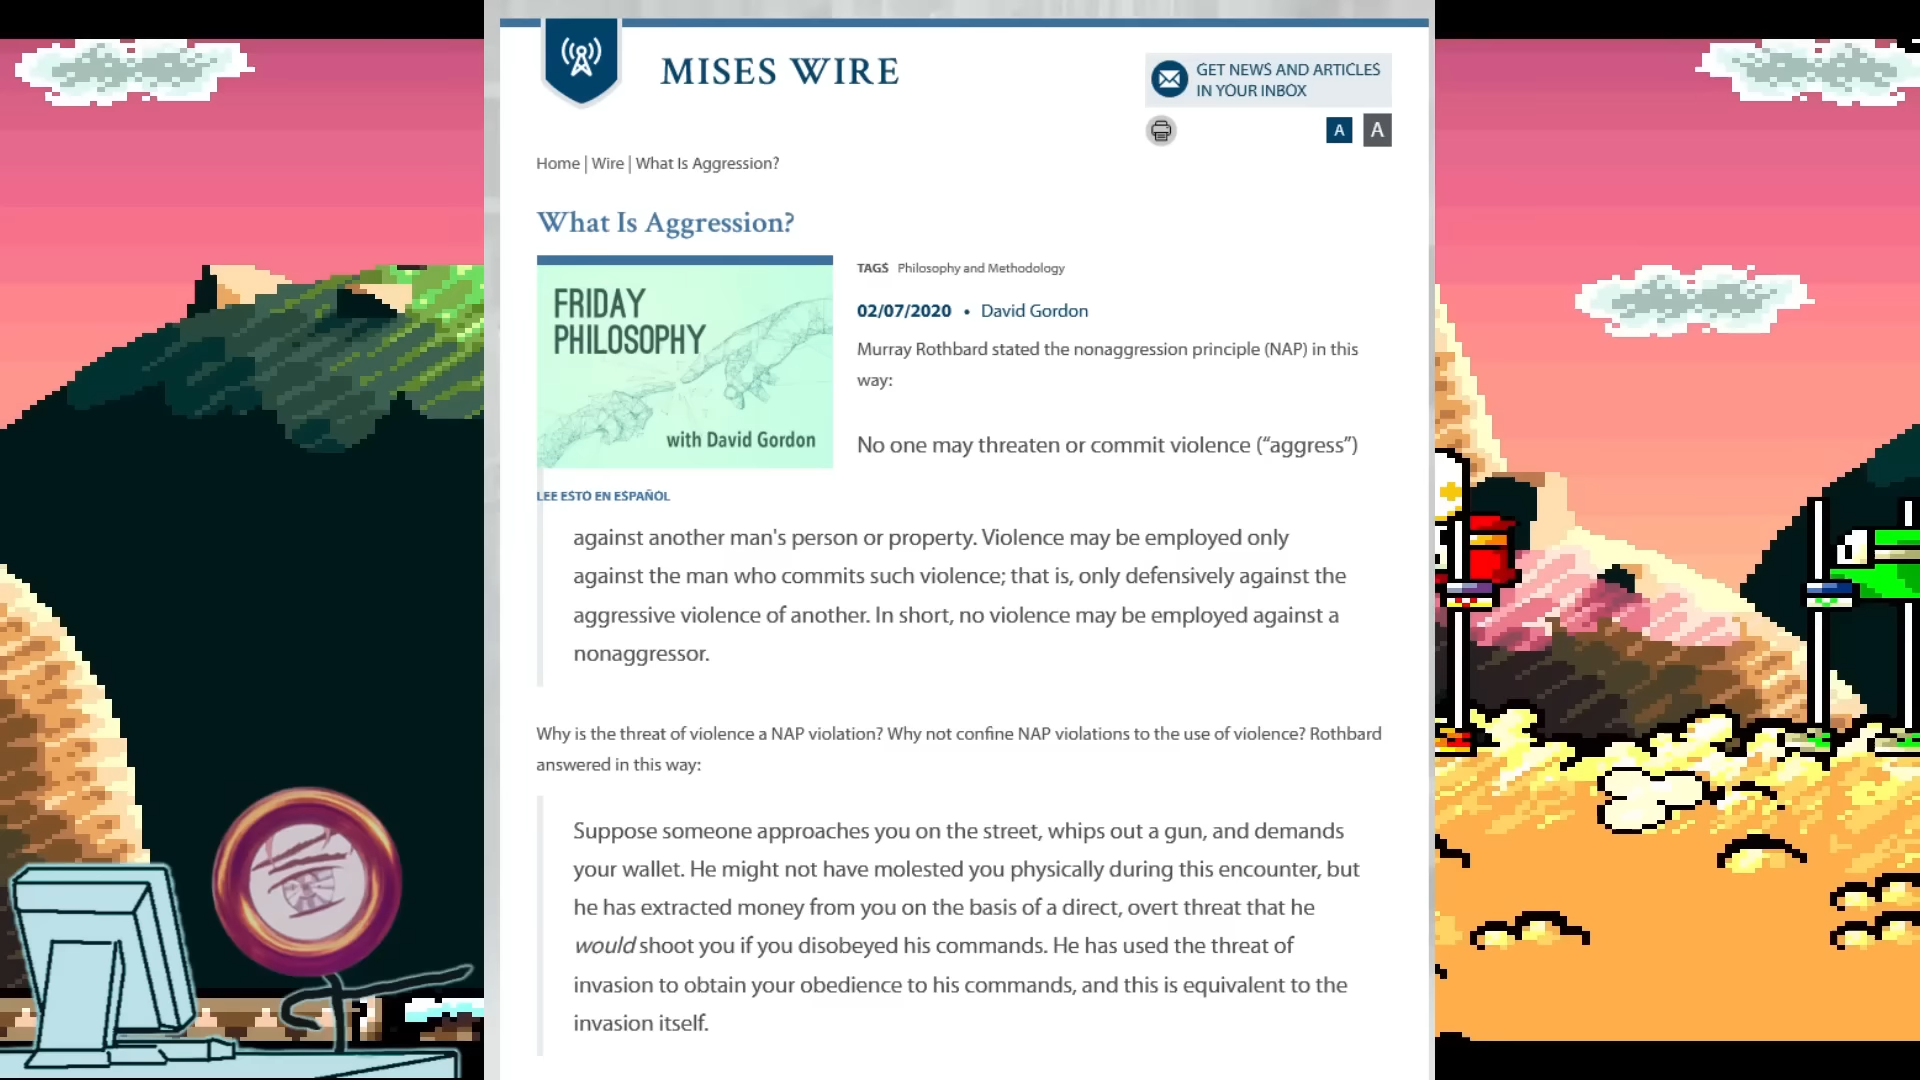 MISES WIRE
GET NEWS AND ARTICLES
IN YOUR INBOX
A A
Home | Wire | What Is Aggression?
What Is Aggression?
FRIDAY
PHILOSOPHY
with David Gordon
LEE ESTO EN ESPAÑOL
TAGS Philosophy and Methodology
02/07/2020 • David Gordon
Murray Rothbard stated the nonaggression principle (NAP) in this
way:
No one may threaten or commit violence (“aggress”)
against another man's person or property. Violence may be employed only
against the man who commits such violence; that is, only defensively against the
aggressive violence of another. In short, no violence may be employed against a
nonaggressor.
Why is the threat of violence a NAP violation? Why not confine NAP violations to the use of violence? Rothbard
answered in this way:
Suppose someone approaches you on the street, whips out a gun, and demands
your wallet. He might not have molested you physically during this encounter, but
he has extracted money from you on the basis of a direct, overt threat that he
would shoot you if you disobeyed his commands. He has used the threat of
invasion to obtain your obedience to his commands, and this is equivalent to the
invasion itself.